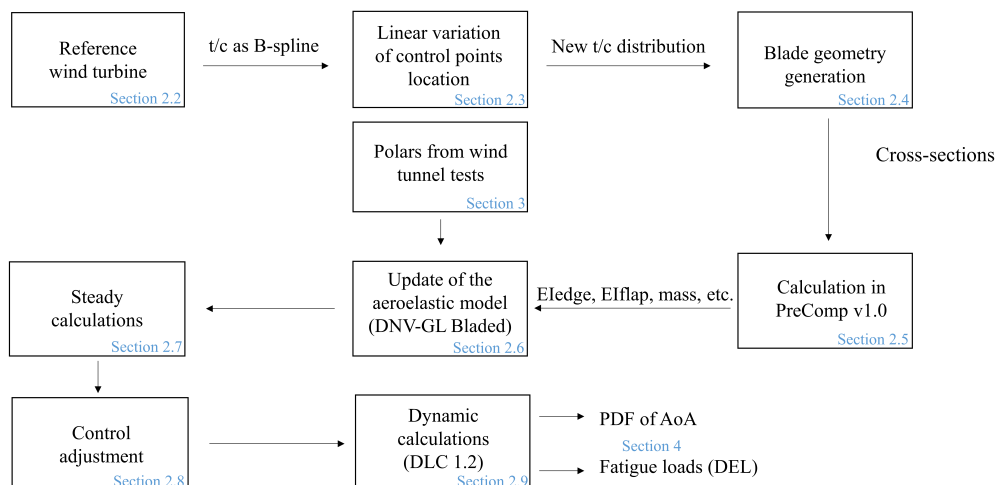 Reference
wind turbine
Section 2.2
t/c as B-spline
Linear variation
of control points
location
Section 2.3
New t/c distribution
Blade geometry
generation
Section 2.4
Polars from wind
tunnel tests
Section 3
Cross-sections
Steady
calculations
Section 2.7
Update of the
aeroelastic model
(DNV-GL Bladed)
Section 2.6
EIedge, EIflap, mass, etc.
Calculation in
PreComp v1.0
Section 2.5
Control
adjustment
Section 2.8
Dynamic
calculations
(DLC 1.2)
Section 2.9
PDF of AoA
Section 4
Fatigue loads (DEL)